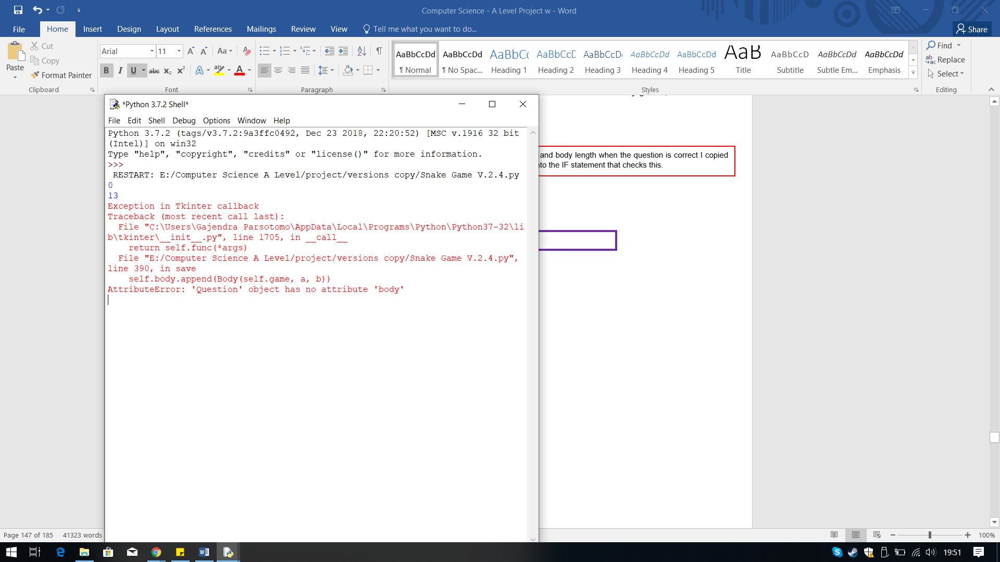 Computer Science - A Level Project w - Word
File Home Insert Design Layout References Mailings Review View Tell me what you want to do... Share
Paste Cut
Copy
Format Painter
Clipboard
Arial 11 Aa
B I U abc x₂ x² A ab A
Font
Paragraph
AaBbCcDd AaBbCcDd AaBbCc AaBbCcD AaBbCcD AaBbCcDd AaBbCcDd AaB AaBbCcD AaBbCcDd AaBbCcDd
¶ Normal ¶ No Spac... Heading 1 Heading 2 Heading 3 Heading 4 Heading 5 Title Subtitle Subtle Em... Emphasis
Styles
Find
Replace
Select
Editing
*Python 3.7.2 Shell*
File Edit Shell Debug Options Window Help
Python 3.7.2 (tags/v3.7.2:9a3ffc0492, Dec 23 2018, 22:20:52) [MSC v.1916 32 bit
(Intel)] on win32
Type "help", "copyright", "credits" or "license()" for more information.
>>>
RESTART: E:/Computer Science A Level/project/versions copy/Snake Game V.2.4.py
0
13
Exception in Tkinter callback
Traceback (most recent call last):
File "C:\Users\Gajendra Parsotomo\AppData\Local\Programs\Python\Python37-32\li
b\tkinter\__init__.py", line 1705, in __call__
return self.func(*args)
File "E:/Computer Science A Level/project/versions copy/Snake Game V.2.4.py",
line 390, in save
self.body.append(Body(self.game, a, b))
AttributeError: 'Question' object has no attribute 'body'
and body length when the question is correct I copied
to the IF statement that checks this.
Page 147 of 185 41323 words
100%
19:51